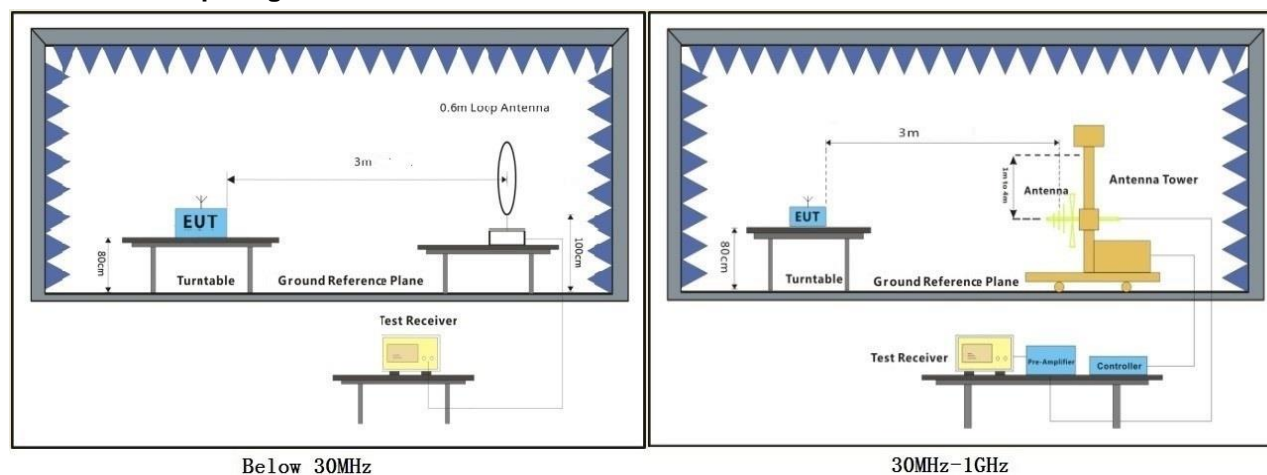 0.6m Loop Antenna
3m
EUT
80cm
100cm
Turntable
Ground Reference Plane
Test Receiver
Below 30MHz
3m
1m to 4m
Antenna
Antenna Tower
EUT
80cm
Turntable
Ground Reference Plane
Test Receiver
Pre-Amplifier
Controller
30MHz-1GHz